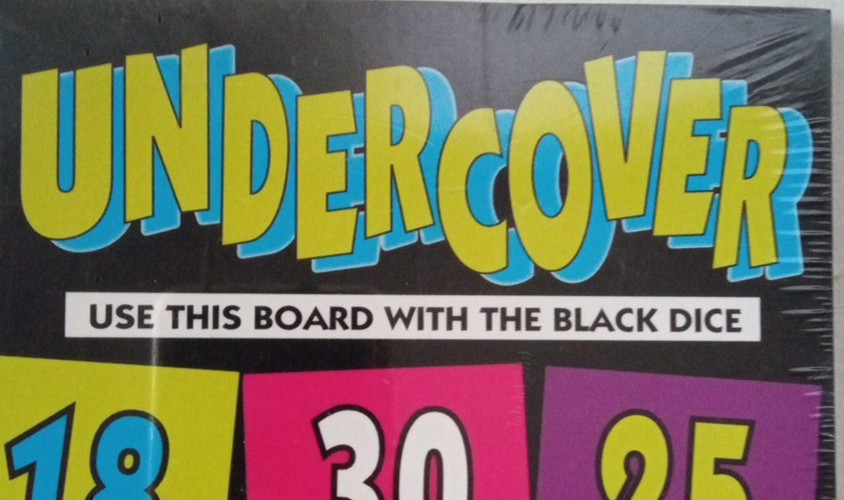 UNDERCOVER
USE THIS BOARD WITH THE BLACK DICE
18 30 25